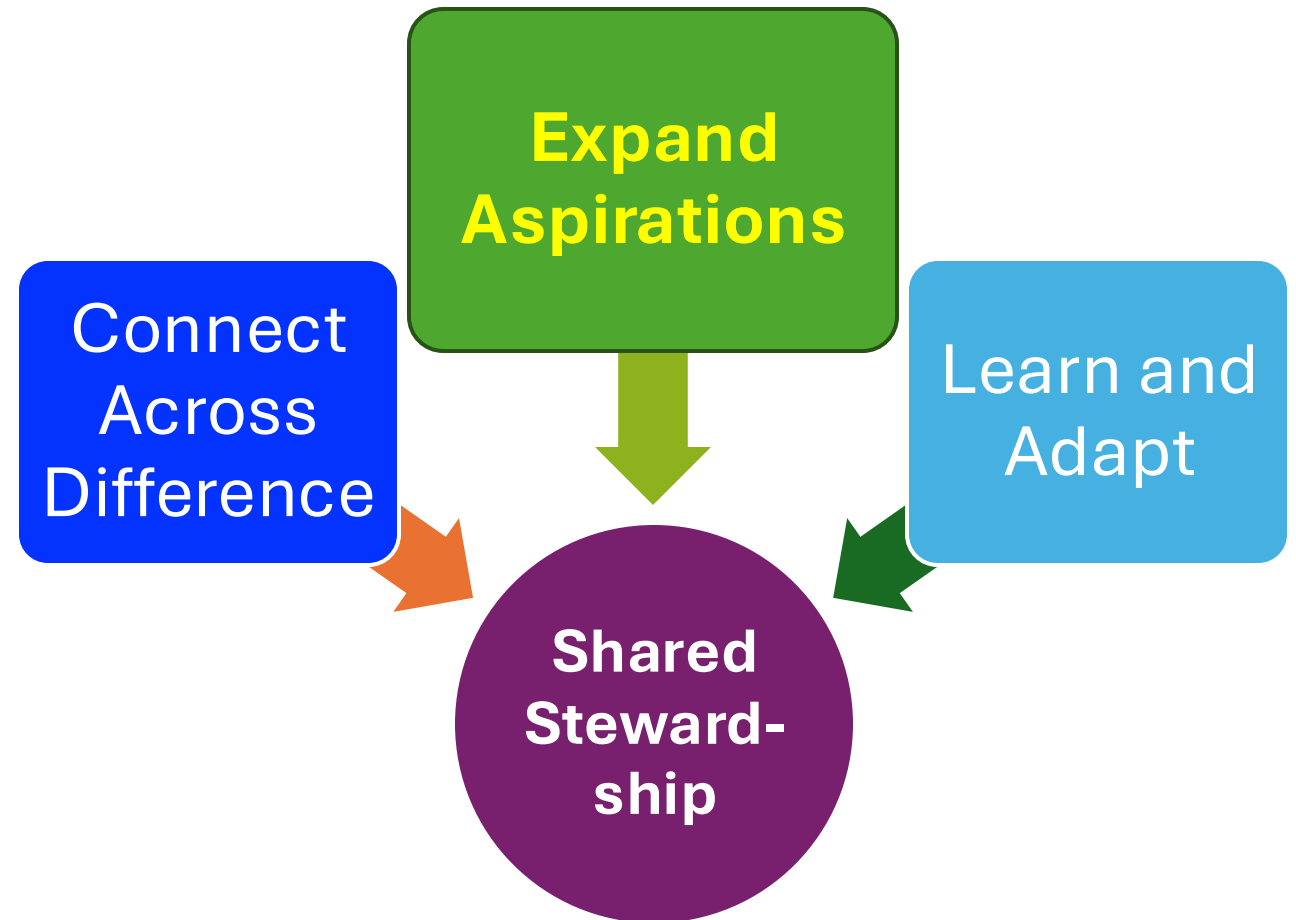 Expand
Aspirations
Connect
Across
Difference
Learn and
Adapt
Shared
Steward-
ship